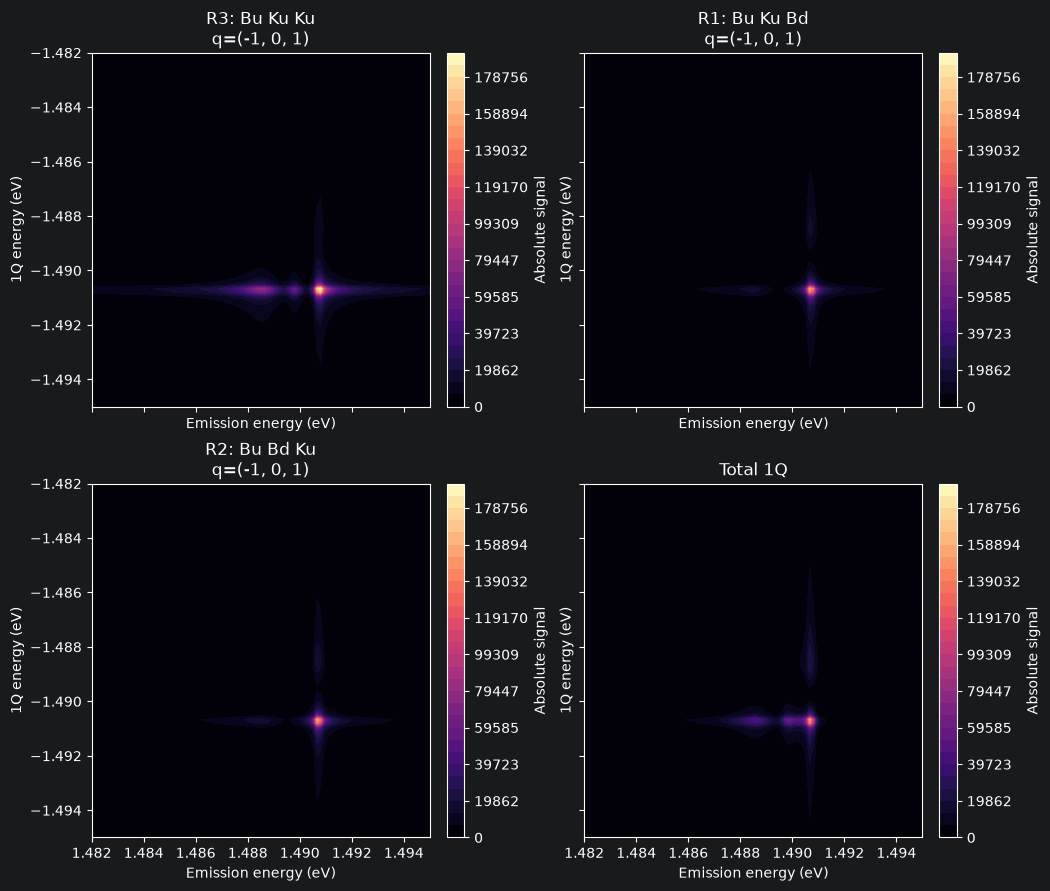 R3: Bu Ku Ku
q=(-1, 0, 1)
−1.482
−1.484
−1.486
−1.488
−1.490
−1.492
−1.494
1Q energy (eV)
Emission energy (eV)
178756
158894
139032
119170
99309
79447
59585
39723
19862
0
Absolute signal
R1: Bu Ku Bd
q=(-1, 0, 1)
1Q energy (eV)
Emission energy (eV)
178756
158894
139032
119170
99309
79447
59585
39723
19862
0
Absolute signal
R2: Bu Bd Ku
q=(-1, 0, 1)
−1.482
−1.484
−1.486
−1.488
−1.490
−1.492
−1.494
1Q energy (eV)
1.482 1.484 1.486 1.488 1.490 1.492 1.494
Emission energy (eV)
178756
158894
139032
119170
99309
79447
59585
39723
19862
0
Absolute signal
Total 1Q
1Q energy (eV)
1.482 1.484 1.486 1.488 1.490 1.492 1.494
Emission energy (eV)
178756
158894
139032
119170
99309
79447
59585
39723
19862
0
Absolute signal